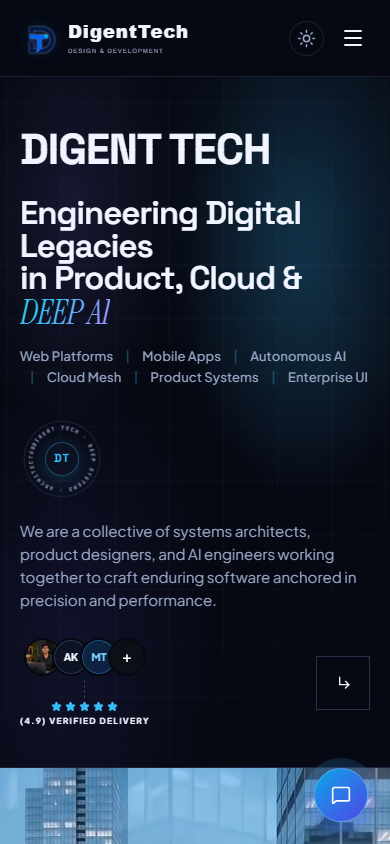 DigentTech
DESIGN & DEVELOPMENT
DIGENT TECH
Engineering Digital
Legacies
in Product, Cloud &
DEEP AI
Web Platforms | Mobile Apps | Autonomous AI
| Cloud Mesh | Product Systems | Enterprise UI
DT
We are a collective of systems architects,
product designers, and AI engineers working
together to craft enduring software anchored in
precision and performance.
AK MT +
(4.9) VERIFIED DELIVERY